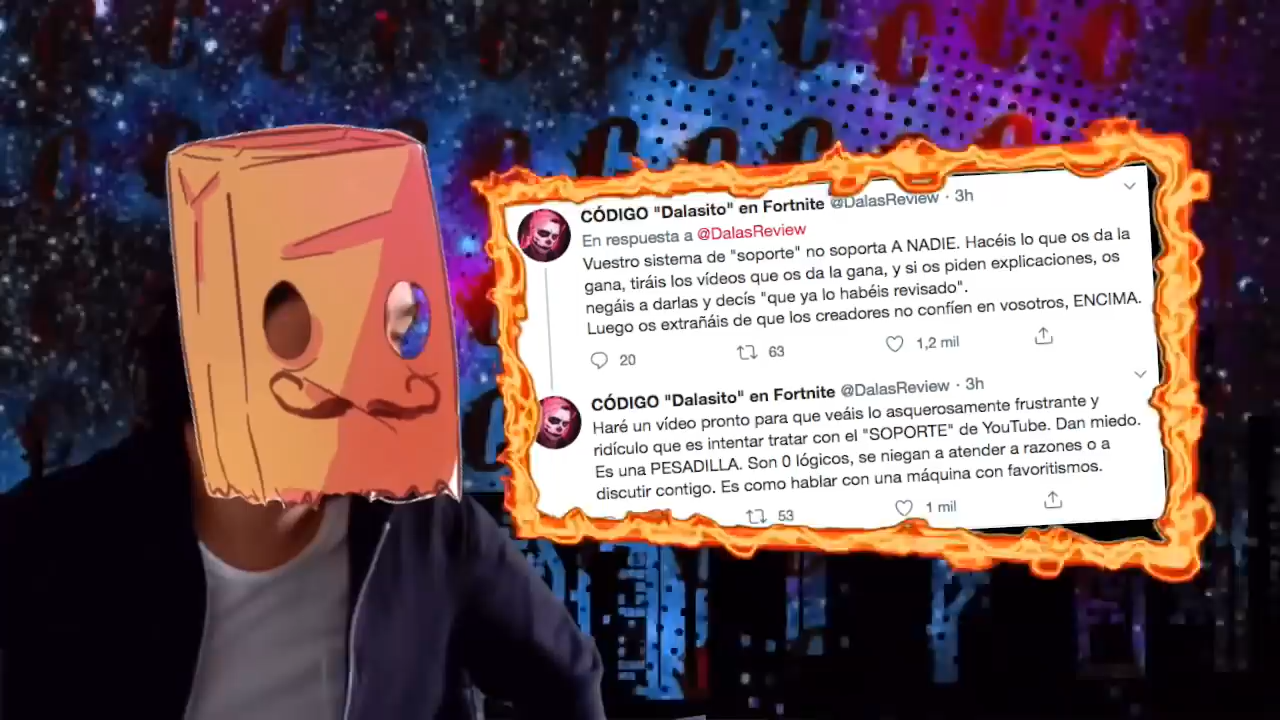 CÓDIGO "Dalasito" en Fortnite @DalasReview · 3h
En respuesta a @DalasReview
Vuestro sistema de "soporte" no soporta A NADIE. Hacéis lo que os da la
gana, tiráis los vídeos que os da la gana, y si os piden explicaciones, os
negáis a darlas y decís "que ya lo habéis revisado".
Luego os extrañáis de que los creadores no confíen en vosotros, ENCIMA.
20 63 1,2 mil
CÓDIGO "Dalasito" en Fortnite @DalasReview · 3h
Haré un vídeo pronto para que veáis lo asquerosamente frustrante y
ridículo que es intentar tratar con el "SOPORTE" de YouTube. Dan miedo.
Es una PESADILLA. Son 0 lógicos, se niegan a atender a razones o a
discutir contigo. Es como hablar con una máquina con favoritismos.
53 1 mil